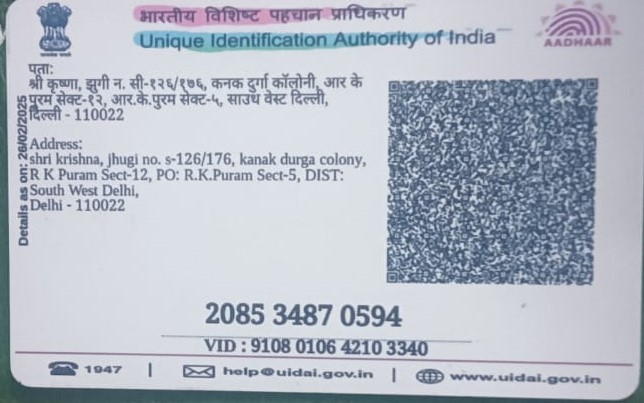 भारतीय विशिष्ट पहचान प्राधिकरण
Unique Identification Authority of India
AADHAAR
पता:
श्री कृष्णा, झुगी न. सी-१२६/१७६, कनक दुर्गा कॉलोनी, आर के
पुरम सेक्ट-१२, आर.के.पुरम सेक्ट-५, साउथ वेस्ट दिल्ली,
दिल्ली - 110022
Details as on: 26/02/2025
Address:
shri krishna, jhugi no. s-126/176, kanak durga colony,
R K Puram Sect-12, PO: R.K.Puram Sect-5, DIST:
South West Delhi,
Delhi - 110022
2085 3487 0594
VID : 9108 0106 4210 3340
1947 | help@uidai.gov.in | www.uidai.gov.in